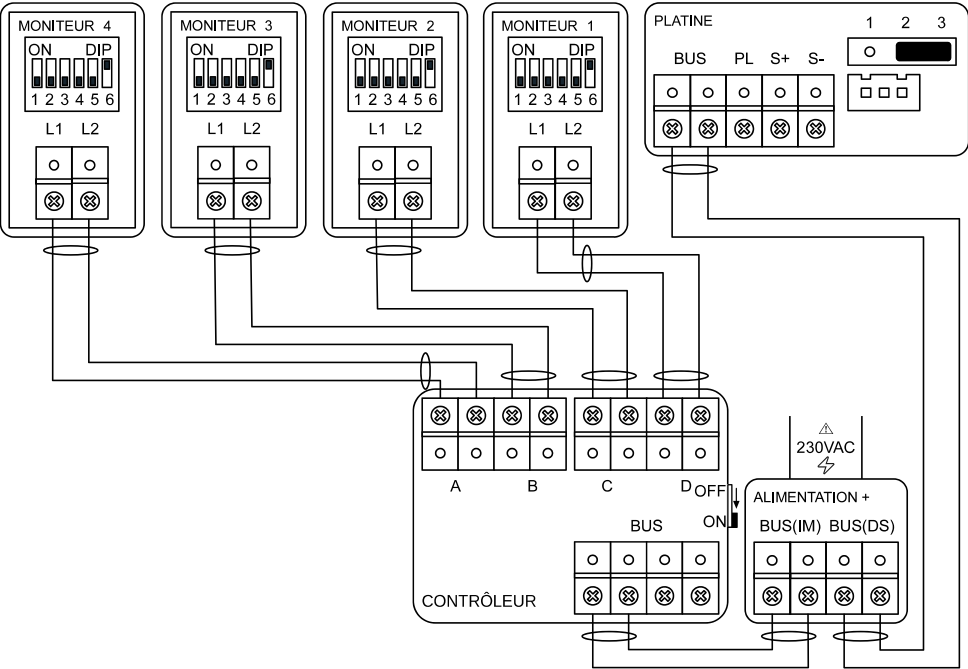 MONITEUR 4
ON DIP
1 2 3 4 5 6
L1 L2
MONITEUR 3
ON DIP
1 2 3 4 5 6
L1 L2
MONITEUR 2
ON DIP
1 2 3 4 5 6
L1 L2
MONITEUR 1
ON DIP
1 2 3 4 5 6
L1 L2
PLATINE
1 2 3
BUS PL S+ S-
A B C D
OFF
ON
BUS
CONTRÔLEUR
230VAC
ALIMENTATION +
BUS(IM) BUS(DS)